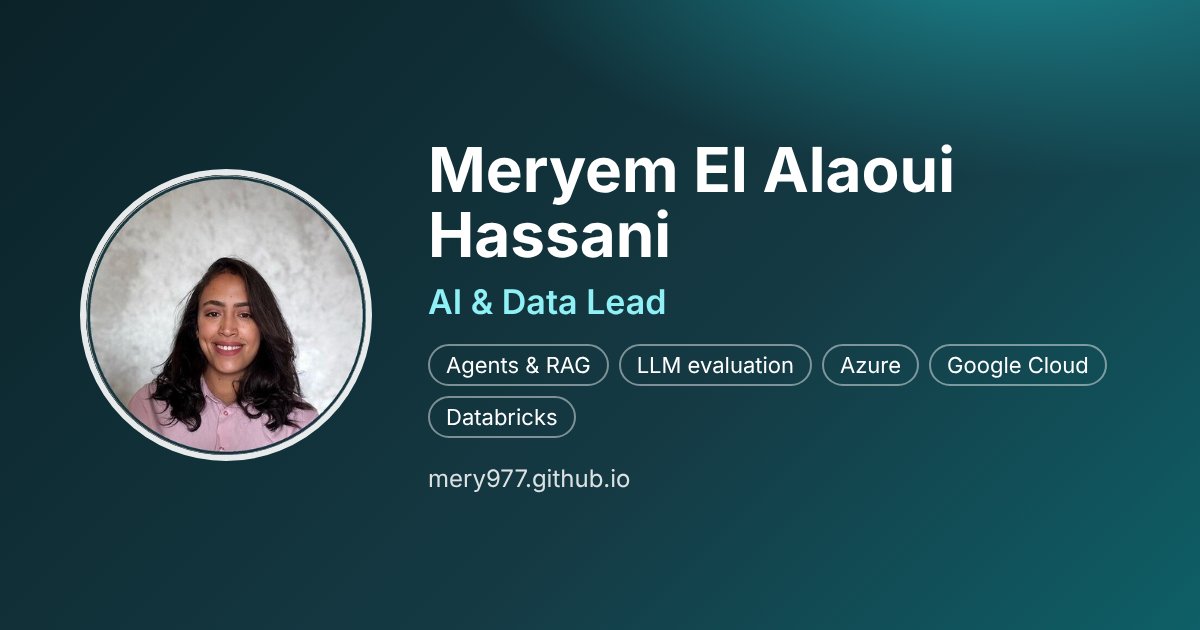 Meryem El Alaoui
Hassani
AI & Data Lead
Agents & RAG LLM evaluation Azure Google Cloud
Databricks
mery977.github.io